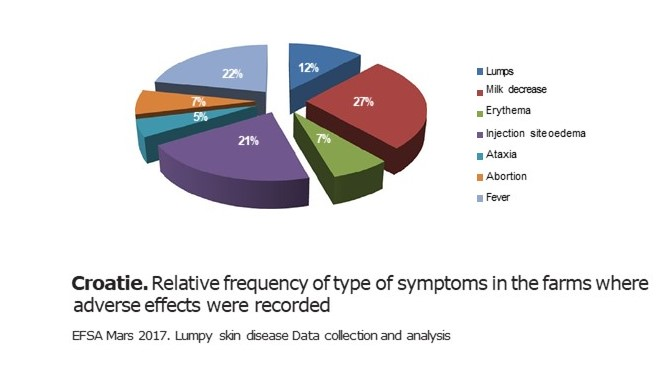 22%
12%
27%
7%
5%
21%
7%
Lumps
Milk decrease
Erythema
Injection site oedema
Ataxia
Abortion
Fever
Croatie. Relative frequency of type of symptoms in the farms where
adverse effects were recorded
EFSA Mars 2017. Lumpy skin disease Data collection and analysis